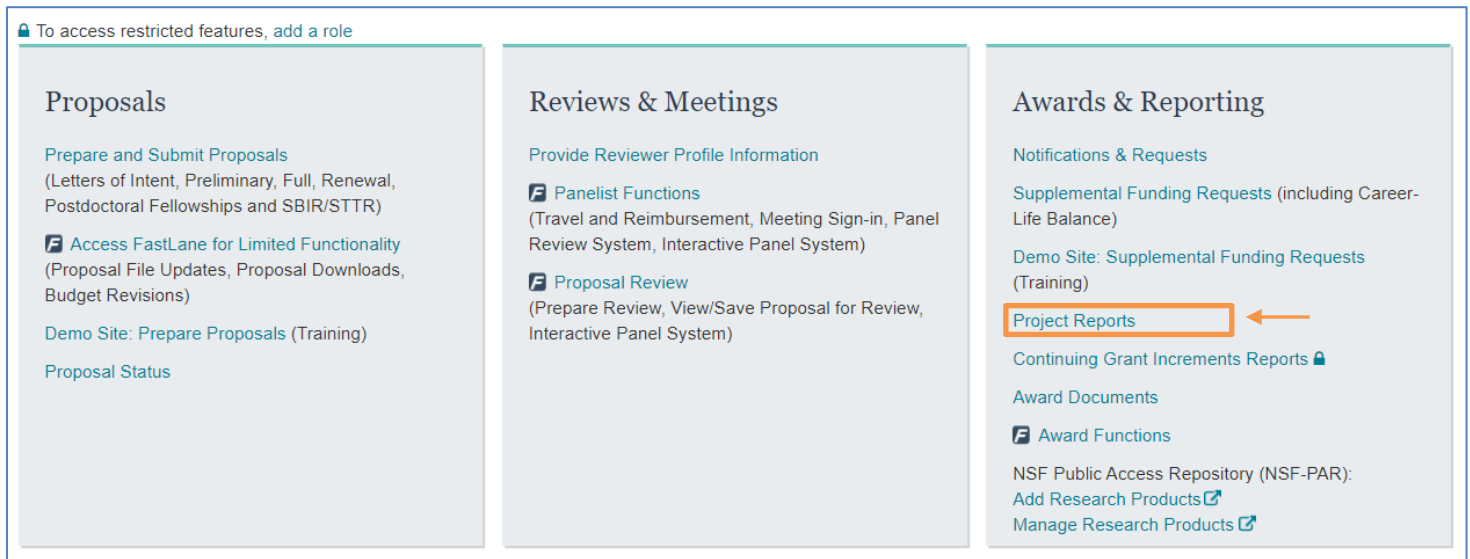 To access restricted features, add a role
Proposals
Prepare and Submit Proposals
(Letters of Intent, Preliminary, Full, Renewal,
Postdoctoral Fellowships and SBIR/STTR)
F Access FastLane for Limited Functionality
(Proposal File Updates, Proposal Downloads,
Budget Revisions)
Demo Site: Prepare Proposals (Training)
Proposal Status
Reviews & Meetings
Provide Reviewer Profile Information
F Panelist Functions
(Travel and Reimbursement, Meeting Sign-in, Panel
Review System, Interactive Panel System)
F Proposal Review
(Prepare Review, View/Save Proposal for Review,
Interactive Panel System)
Awards & Reporting
Notifications & Requests
Supplemental Funding Requests (including Career-
Life Balance)
Demo Site: Supplemental Funding Requests
(Training)
Project Reports
Continuing Grant Increments Reports
Award Documents
F Award Functions
NSF Public Access Repository (NSF-PAR):
Add Research Products
Manage Research Products